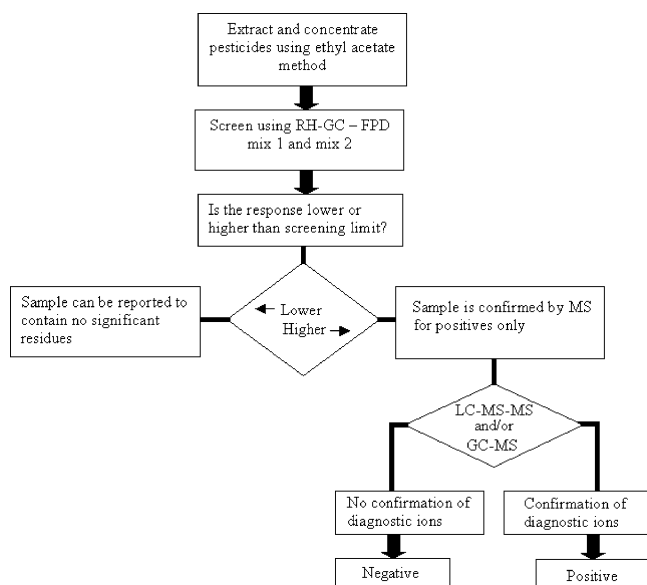 Extract and concentrate
pesticides using ethyl acetate
method
Screen using RH-GC – FPD
mix 1 and mix 2
Is the response lower or
higher than screening limit?
Sample can be reported to
contain no significant
residues
Lower
Higher
Sample is confirmed by MS
for positives only
LC-MS-MS
and/or
GC-MS
No confirmation of
diagnostic ions
Confirmation of
diagnostic ions
Negative
Positive